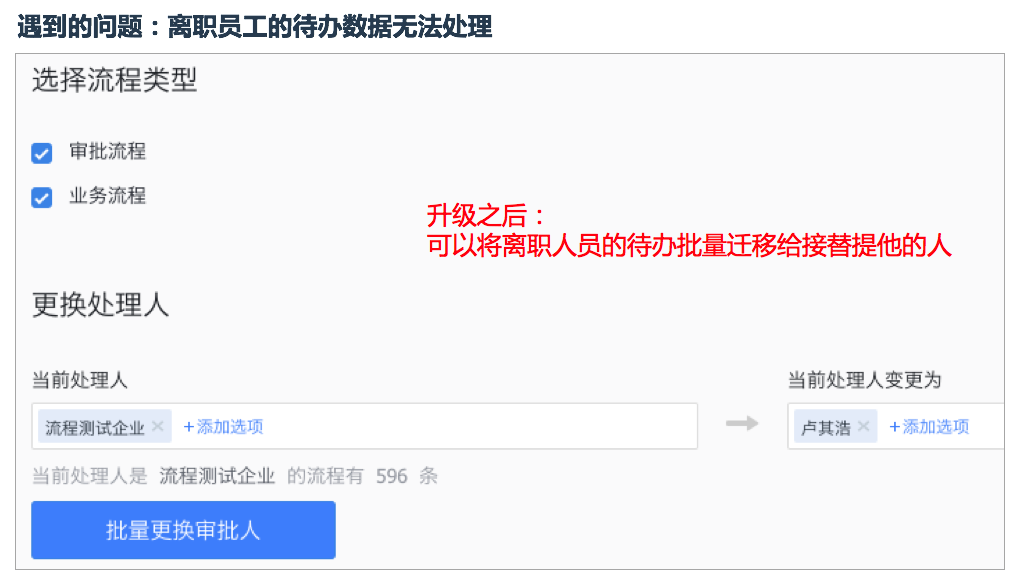 遇到的问题：离职员工的待办数据无法处理
选择流程类型
审批流程
业务流程
升级之后：
可以将离职人员的待办批量迁移给接替提他的人
更换处理人
当前处理人
当前处理人变更为
流程测试企业 × +添加选项
卢其浩 × +添加选项
当前处理人是 流程测试企业 的流程有 596 条
批量更换审批人